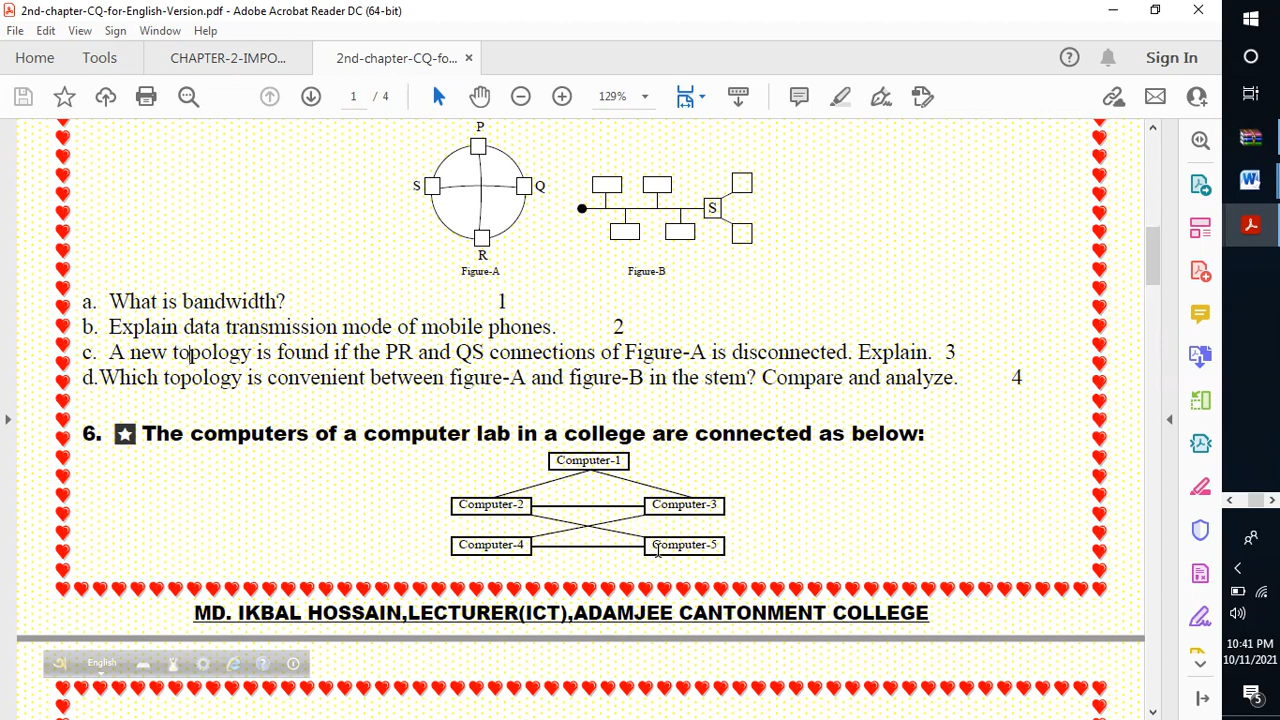 2nd-chapter-CQ-for-English-Version.pdf - Adobe Acrobat Reader DC (64-bit)
File Edit View Sign Window Help
Home Tools CHAPTER-2-IMPO... 2nd-chapter-CQ-fo... × Sign In
1 / 4 129%
P
S Q
R
Figure-A
S
Figure-B
a. What is bandwidth? 1
b. Explain data transmission mode of mobile phones. 2
c. A new topology is found if the PR and QS connections of Figure-A is disconnected. Explain. 3
d.Which topology is convenient between figure-A and figure-B in the stem? Compare and analyze. 4
6. The computers of a computer lab in a college are connected as below:
Computer-1
Computer-2 Computer-3
Computer-4 Computer-5
MD. IKBAL HOSSAIN,LECTURER(ICT),ADAMJEE CANTONMENT COLLEGE
English
10:41 PM
10/11/2021
5